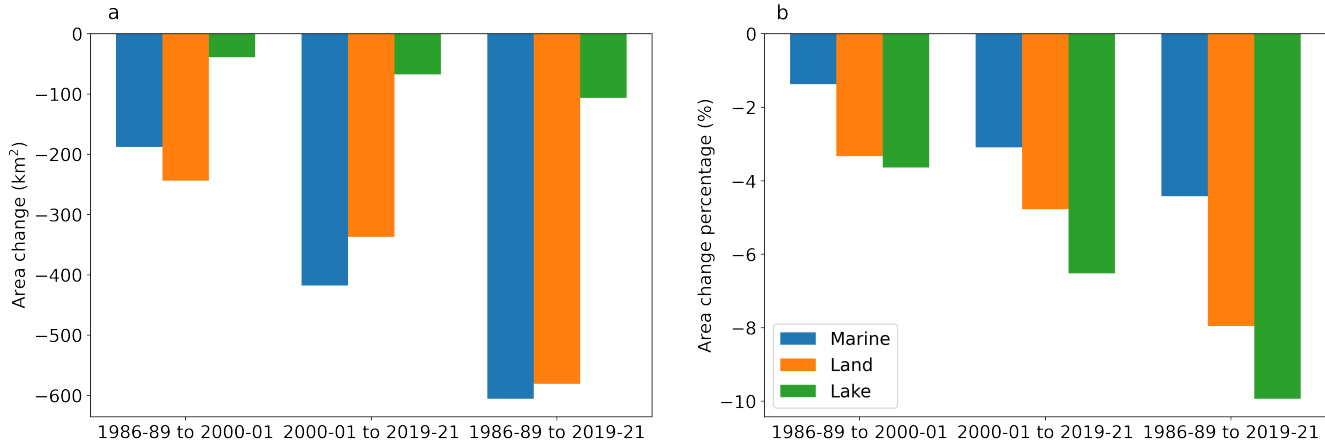 a
Area change (km²)
0
−100
−200
−300
−400
−500
−600
1986-89 to 2000-01 2000-01 to 2019-21 1986-89 to 2019-21
b
Area change percentage (%)
0
−2
−4
−6
−8
−10
Marine
Land
Lake
1986-89 to 2000-01 2000-01 to 2019-21 1986-89 to 2019-21